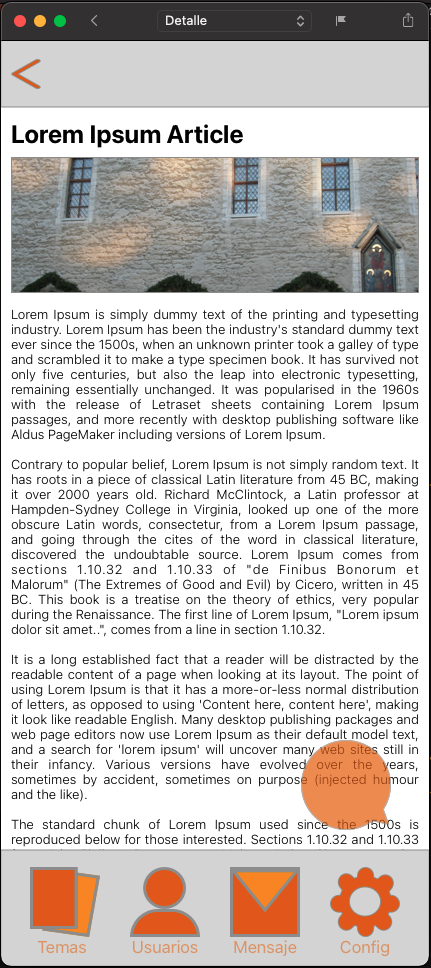 Detalle
Lorem Ipsum Article
Lorem Ipsum is simply dummy text of the printing and typesetting
industry. Lorem Ipsum has been the industry's standard dummy text
ever since the 1500s, when an unknown printer took a galley of type
and scrambled it to make a type specimen book. It has survived not
only five centuries, but also the leap into electronic typesetting,
remaining essentially unchanged. It was popularised in the 1960s
with the release of Letraset sheets containing Lorem Ipsum
passages, and more recently with desktop publishing software like
Aldus PageMaker including versions of Lorem Ipsum.
Contrary to popular belief, Lorem Ipsum is not simply random text. It
has roots in a piece of classical Latin literature from 45 BC, making
it over 2000 years old. Richard McClintock, a Latin professor at
Hampden-Sydney College in Virginia, looked up one of the more
obscure Latin words, consectetur, from a Lorem Ipsum passage,
and going through the cites of the word in classical literature,
discovered the undoubtable source. Lorem Ipsum comes from
sections 1.10.32 and 1.10.33 of "de Finibus Bonorum et
Malorum" (The Extremes of Good and Evil) by Cicero, written in 45
BC. This book is a treatise on the theory of ethics, very popular
during the Renaissance. The first line of Lorem Ipsum, "Lorem ipsum
dolor sit amet..", comes from a line in section 1.10.32.
It is a long established fact that a reader will be distracted by the
readable content of a page when looking at its layout. The point of
using Lorem Ipsum is that it has a more-or-less normal distribution
of letters, as opposed to using 'Content here, content here', making
it look like readable English. Many desktop publishing packages and
web page editors now use Lorem Ipsum as their default model text,
and a search for 'lorem ipsum' will uncover many web sites still in
their infancy. Various versions have evolved over the years,
sometimes by accident, sometimes on purpose (injected humour
and the like).
The standard chunk of Lorem Ipsum used since the 1500s is
reproduced below for those interested. Sections 1.10.32 and 1.10.33
Temas
Usuarios
Mensaje
Config